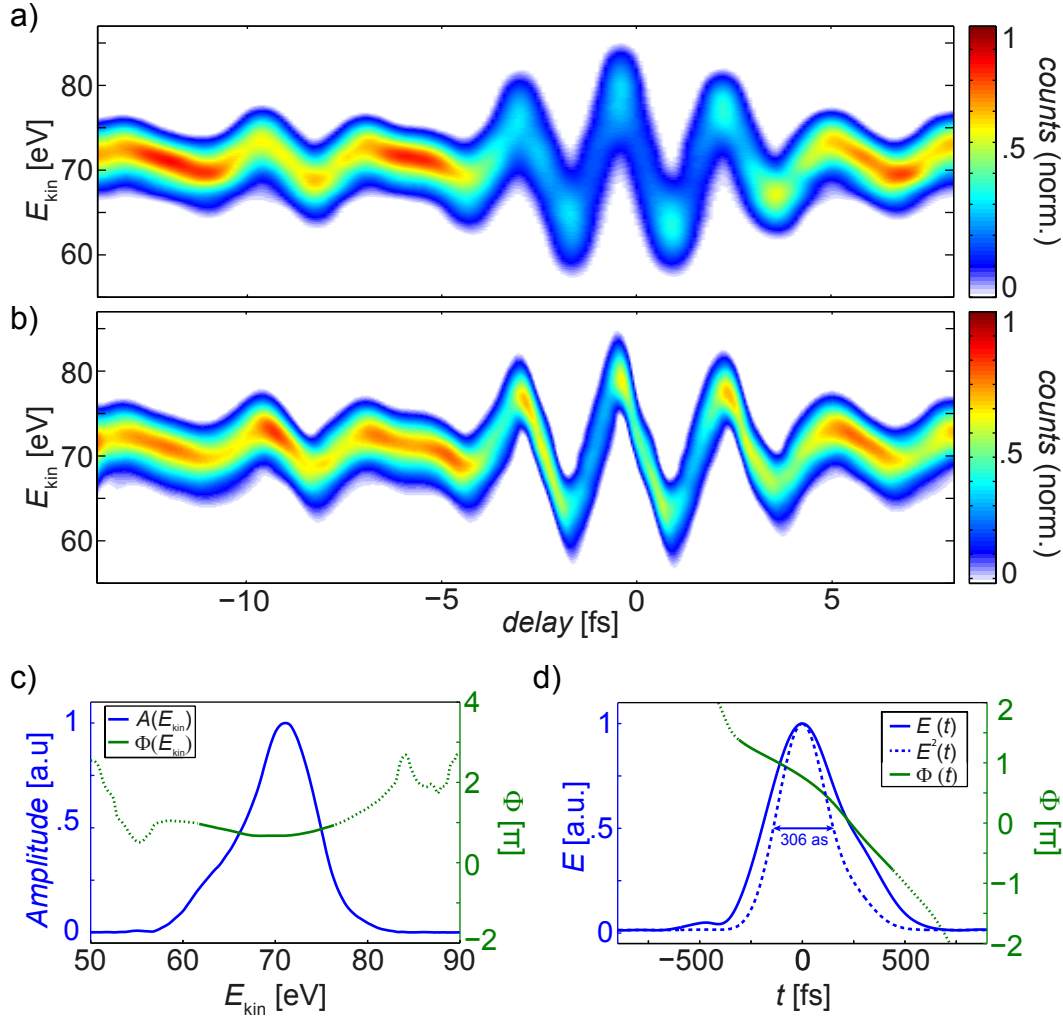 a)
80
70
60
E_kin [eV]
1
.5
0
counts (norm.)
b)
80
70
60
E_kin [eV]
−10
−5
0
5
delay [fs]
1
.5
0
counts (norm.)
c)
A(E_kin)
Φ(E_kin)
1
.5
0
Amplitude [a.u]
4
2
0
−2
Φ [π]
50
60
70
80
90
E_kin [eV]
d)
E (t)
E²(t)
Φ (t)
306 as
1
.5
0
E [a.u.]
2
1
0
−1
−2
Φ [π]
−500
0
500
t [fs]